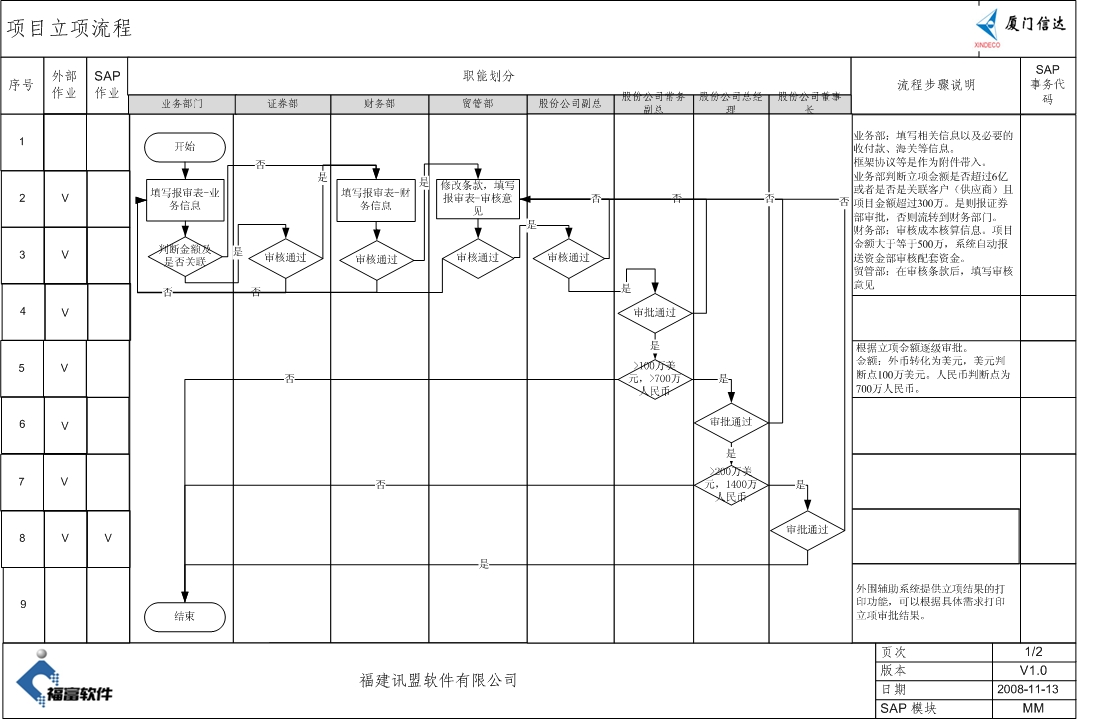 项目立项流程
厦门信达
XINDECO
序号
外部
作业
SAP
作业
职能划分
流程步骤说明
SAP
事务代
码
业务部门
证券部
财务部
贸管部
股份公司副总
股份公司常务
副总
股份公司总经
理
股份公司董事
长
1
开始
业务部：填写相关信息以及必要的
收付款、海关等信息。
框架协议等是作为附件带入。
业务部判断立项金额是否超过6亿
或者是否是关联客户（供应商）且
项目金额超过300万。是则报证券
部审批，否则流转到财务部门。
财务部：审核成本核算信息。项目
金额大于等于500万，系统自动报
送资金部审核配套资金。
贸管部：在审核条款后，填写审核
意见
否
是
是
2
V
填写报审表-业
务信息
填写报审表-财
务信息
修改条款，填写
报审表-审核意
见
否
否
否
否
3
V
判断金额及
是否关联
是
审核通过
审核通过
审核通过
是
审核通过
否
否
是
4
V
审批通过
是
5
V
>100万美
元，>700万
人民币
否
是
根据立项金额逐级审批。
金额：外币转化为美元，美元判
断点100万美元。人民币判断点为
700万人民币。
6
V
审批通过
是
7
V
>200万美
元，1400万
人民币
否
是
8
V
V
审批通过
是
9
结束
外围辅助系统提供立项结果的打
印功能，可以根据具体需求打印
立项审批结果。
福富软件
福建讯盟软件有限公司
页次
1/2
版本
V1.0
日期
2008-11-13
SAP 模块
MM